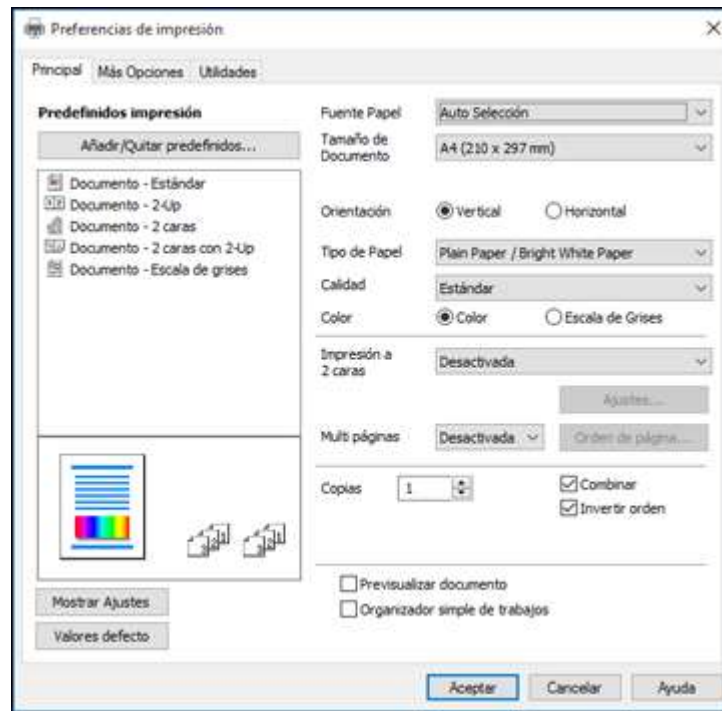 Preferencias de impresión
Principal
Más Opciones
Utilidades
Predefinidos impresión
Añadir/Quitar predefinidos...
Documento - Estándar
Documento - 2-Up
Documento - 2 caras
Documento - 2 caras con 2-Up
Documento - Escala de grises
Mostrar Ajustes
Valores defecto
Fuente Papel
Auto Selección
Tamaño de
Documento
A4 (210 x 297 mm)
Orientación
Vertical
Horizontal
Tipo de Papel
Plain Paper / Bright White Paper
Calidad
Estándar
Color
Color
Escala de Grises
Impresión a
2 caras
Desactivada
Ajustes...
Multi páginas
Desactivada
Orden de página...
Copias
1
Combinar
Invertir orden
Previsualizar documento
Organizador simple de trabajos
Aceptar
Cancelar
Ayuda